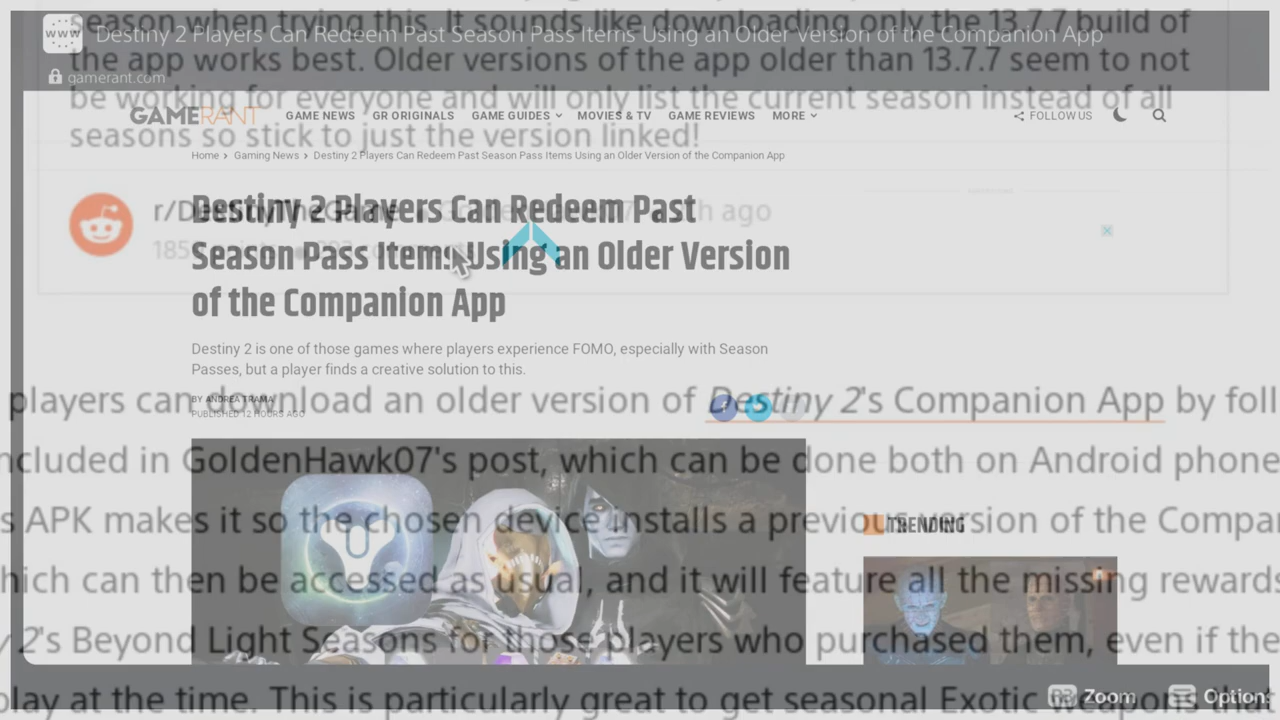 season when trying this. It sounds like downloading only the 13.7.7 build of
www Destiny 2 Players Can Redeem Past Season Pass Items Using an Older Version of the Companion App
the app works best. Older versions of the app older than 13.7.7 seem to not
gamerant.com
be working for everyone and will only list the current season instead of all
GAMERANT GAME NEWS GR ORIGINALS GAME GUIDES MOVIES & TV GAME REVIEWS MORE FOLLOW US
seasons so stick to just the version linked!
Home > Gaming News > Destiny 2 Players Can Redeem Past Season Pass Items Using an Older Version of the Companion App
Destiny 2 Players Can Redeem Past
ago
Season Pass Items Using an Older Version
of the Companion App
Destiny 2 is one of those games where players experience FOMO, especially with Season
Passes, but a player finds a creative solution to this.
players can download an older version of Destiny 2's Companion App by foll
BY ANDREA TRAMA
PUBLISHED 12 HOURS AGO
ncluded in GoldenHawk07's post, which can be done both on Android phone
s APK makes it so the chosen device installs a previous version of the Compa
TRENDING
hich can then be accessed as usual, and it will feature all the missing rewards
y 2's Beyond Light Seasons for those players who purchased them, even if the
play at the time. This is particularly great to get seasonal Exotic weapons that
R3 Zoom Options